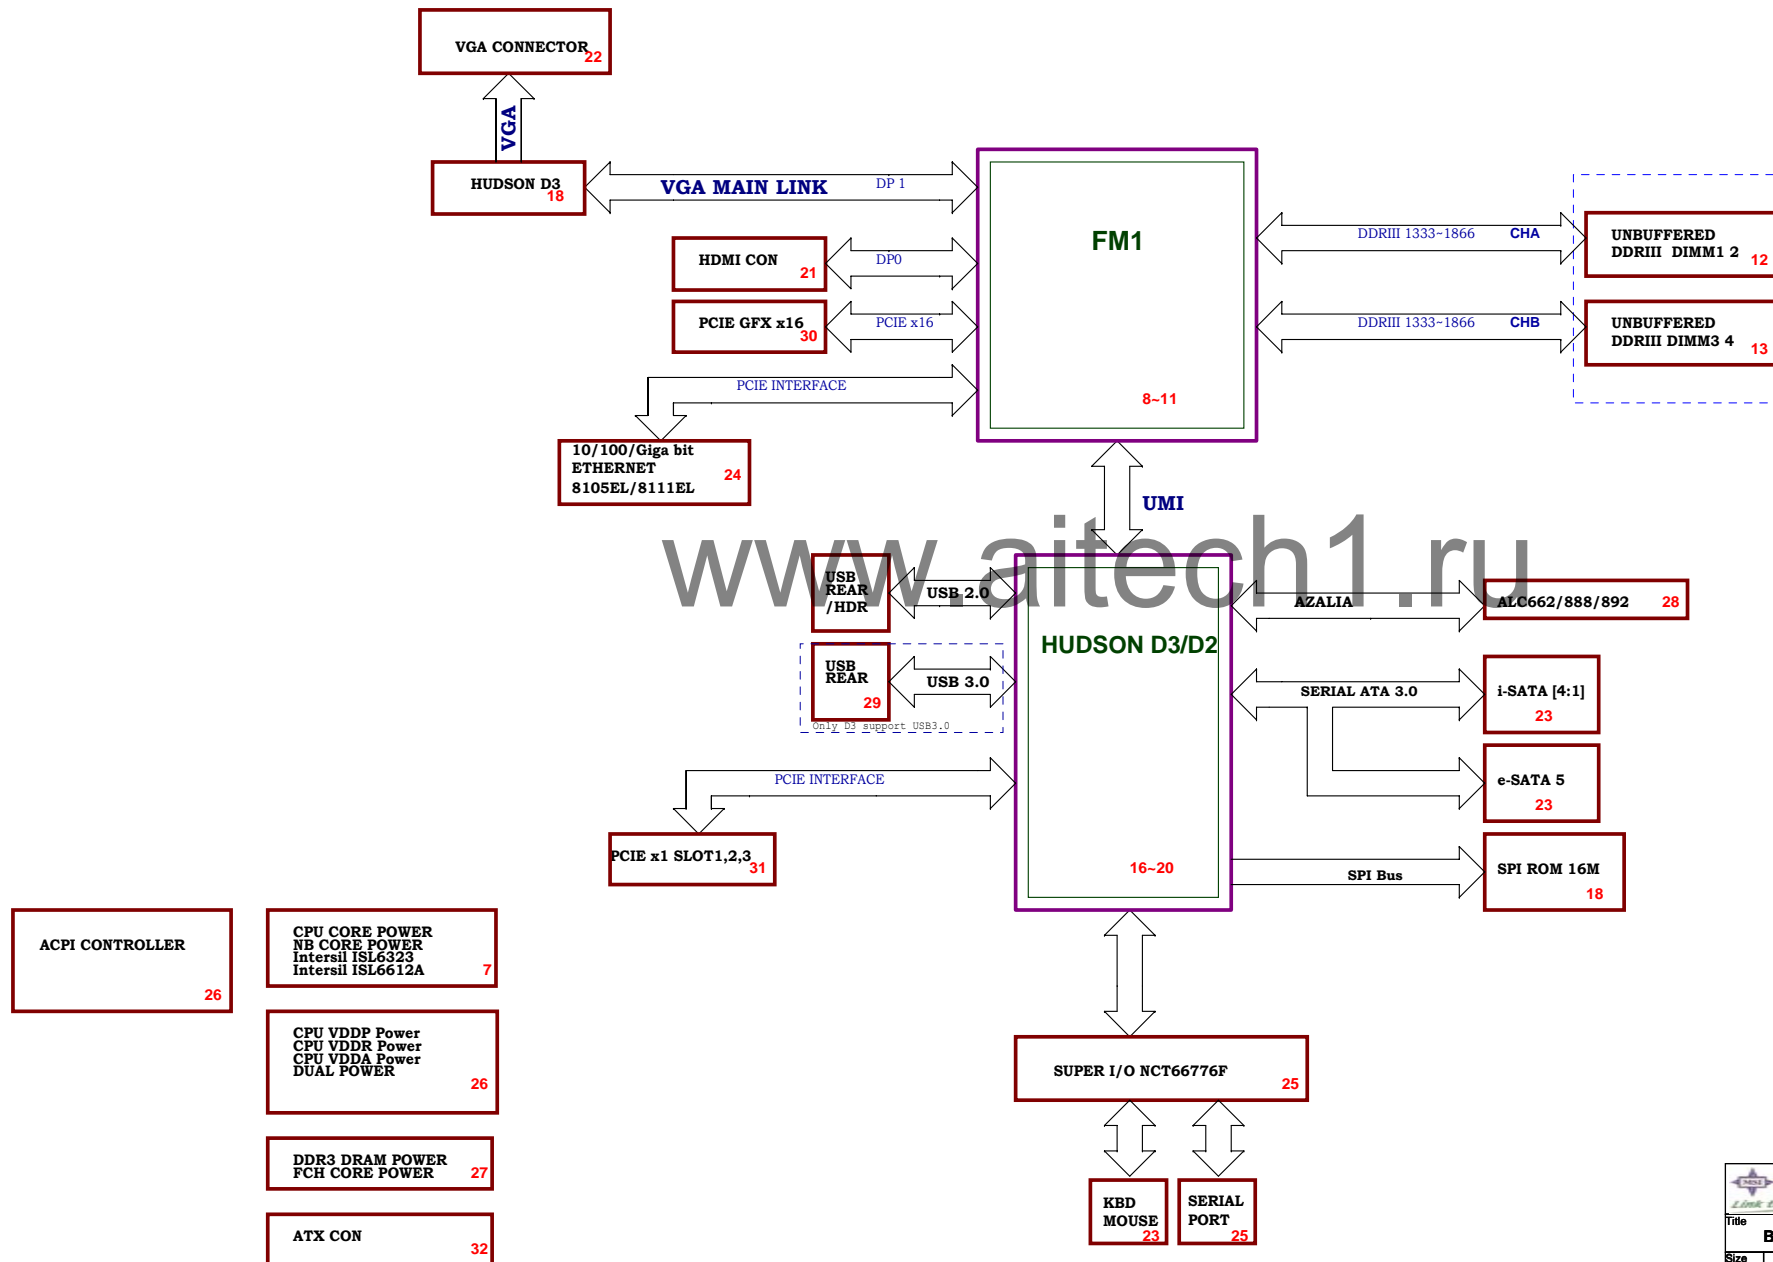 VGA CONNECTOR
22
VGA
HUDSON D3
18
VGA MAIN LINK
DP 1
HDMI CON
21
DP0
PCIE GFX x16
30
PCIE x16
PCIE INTERFACE
10/100/Giga bit
ETHERNET
8105EL/8111EL
24
FM1
8~11
DDRIII 1333~1866 CHA
UNBUFFERED
DDRIII DIMM1 2
12
DDRIII 1333~1866 CHB
UNBUFFERED
DDRIII DIMM3 4
13
UMI
www.aitech1.ru
USB
REAR
/HDR
USB 2.0
USB
REAR
29
USB 3.0
Only D3 support USB3.0
HUDSON D3/D2
16~20
AZALIA
ALC662/888/892
28
SERIAL ATA 3.0
i-SATA [4:1]
23
e-SATA 5
23
PCIE INTERFACE
PCIE x1 SLOT1,2,3
31
SPI Bus
SPI ROM 16M
18
ACPI CONTROLLER
26
CPU CORE POWER
NB CORE POWER
Intersil ISL6323
Intersil ISL6612A
7
CPU VDDP Power
CPU VDDR Power
CPU VDDA Power
DUAL POWER
26
DDR3 DRAM POWER
FCH CORE POWER
27
ATX CON
32
SUPER I/O NCT66776F
25
KBD
MOUSE
23
SERIAL
PORT
25
MSI
Link t
Title
B
Size